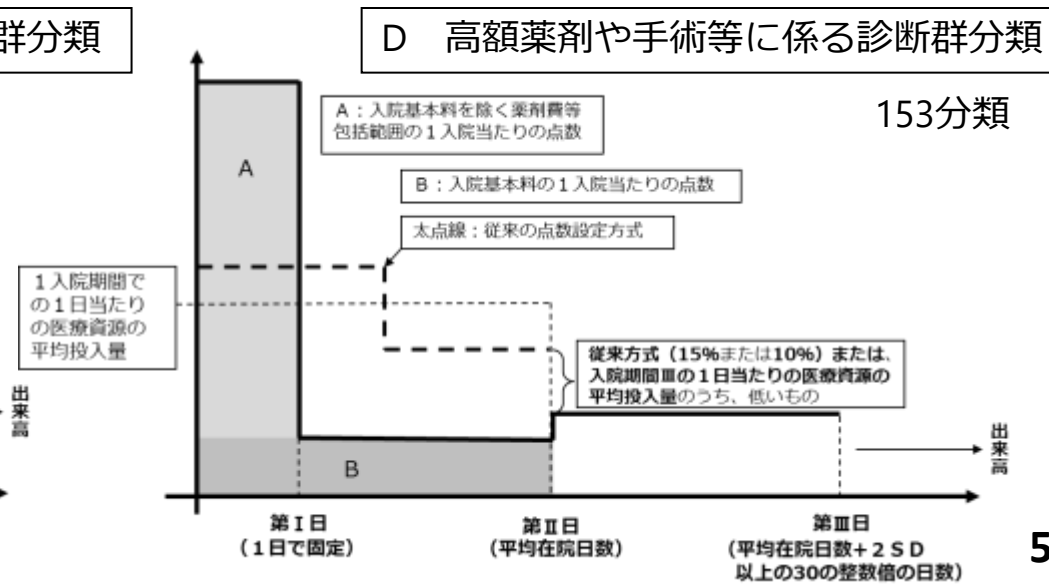 群分類
D 高額薬剤や手術等に係る診断群分類
153分類
A：入院基本料を除く薬剤費等
包括範囲の１入院当たりの点数
A
B：入院基本料の１入院当たりの点数
太点線：従来の点数設定方式
１入院期間で
の１日当たり
の医療資源の
平均投入量
従来方式（15%または10%）または、
入院期間Ⅲの１日当たりの医療資源の
平均投入量のうち、低いもの
出来高
B
出来高
第Ⅰ日
（１日で固定）
第Ⅱ日
（平均在院日数）
第Ⅲ日
（平均在院日数＋２ＳＤ
以上の30の整数倍の日数）
5